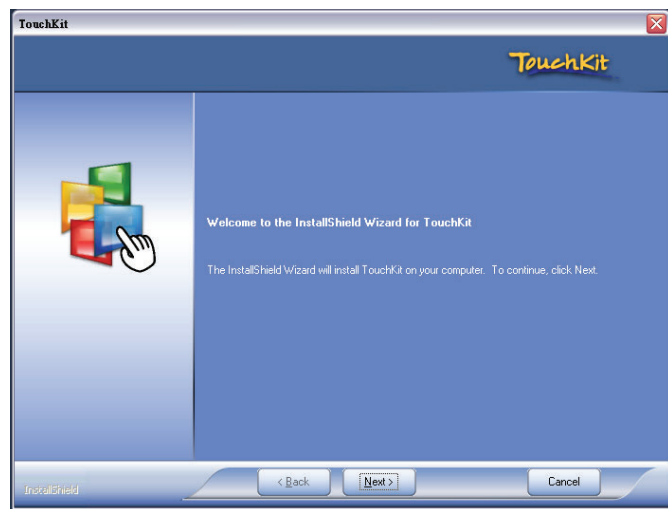 TouchKit
TouchKit
Welcome to the InstallShield Wizard for TouchKit
The InstallShield Wizard will install TouchKit on your computer. To continue, click Next.
InstallShield
< Back
Next >
Cancel